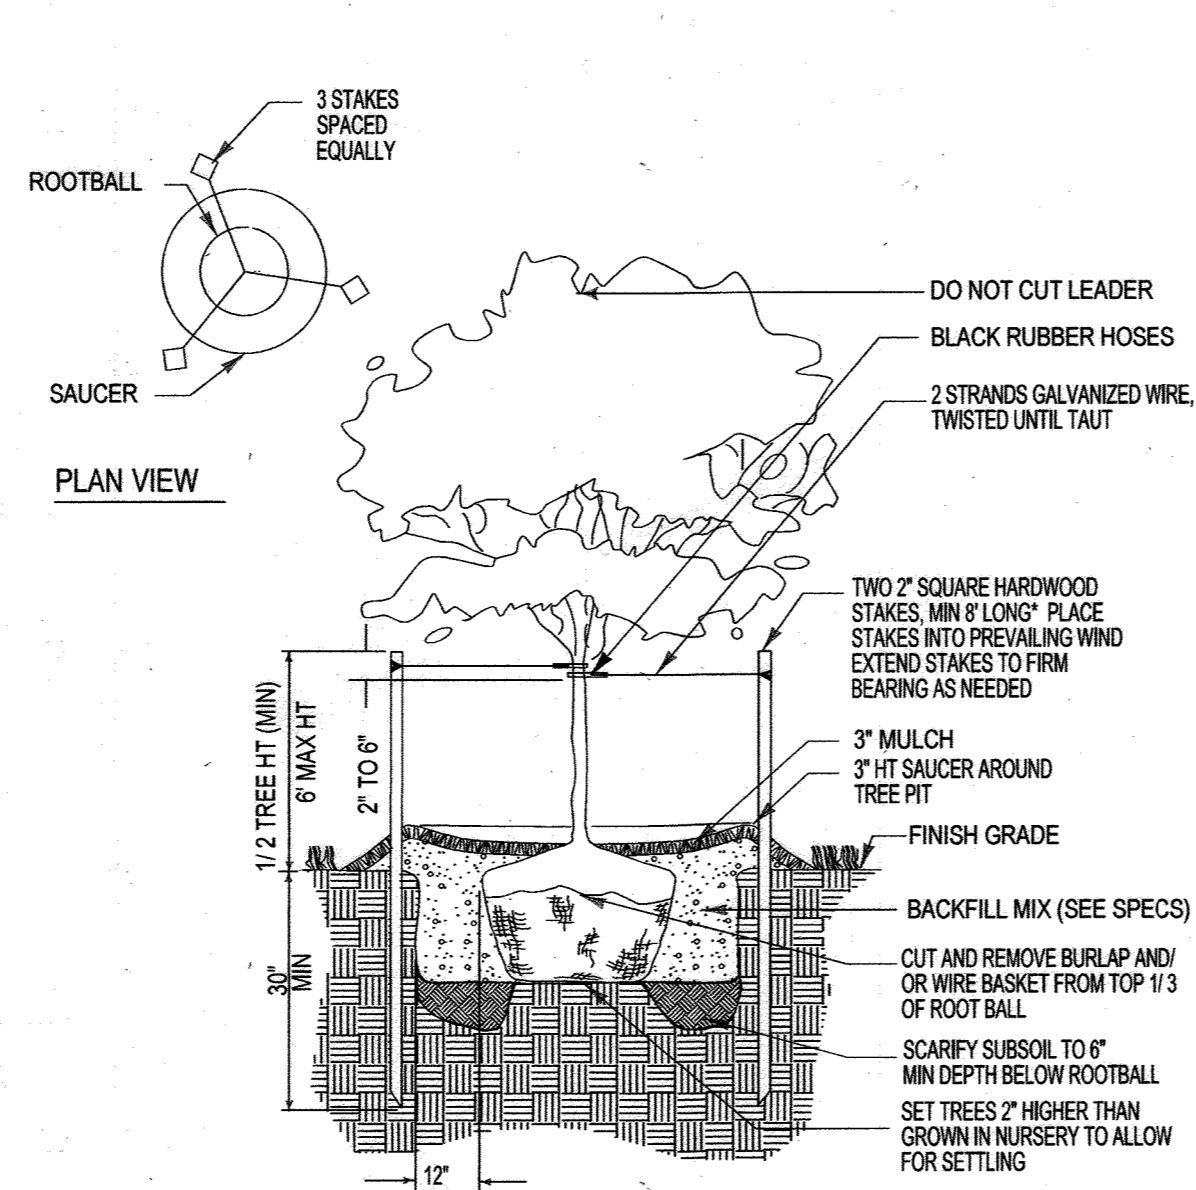 3 STAKES
SPACED
EQUALLY
ROOTBALL
SAUCER
PLAN VIEW
DO NOT CUT LEADER
BLACK RUBBER HOSES
2 STRANDS GALVANIZED WIRE,
TWISTED UNTIL TAUT
TWO 2" SQUARE HARDWOOD
STAKES, MIN 8' LONG* PLACE
STAKES INTO PREVAILING WIND
EXTEND STAKES TO FIRM
BEARING AS NEEDED
1/ 2 TREE HT (MIN)
6' MAX HT
2" TO 6"
3" MULCH
3" HT SAUCER AROUND
TREE PIT
FINISH GRADE
BACKFILL MIX (SEE SPECS)
30"
MIN
CUT AND REMOVE BURLAP AND/
OR WIRE BASKET FROM TOP 1/ 3
OF ROOT BALL
SCARIFY SUBSOIL TO 6"
MIN DEPTH BELOW ROOTBALL
SET TREES 2" HIGHER THAN
GROWN IN NURSERY TO ALLOW
FOR SETTLING
12"